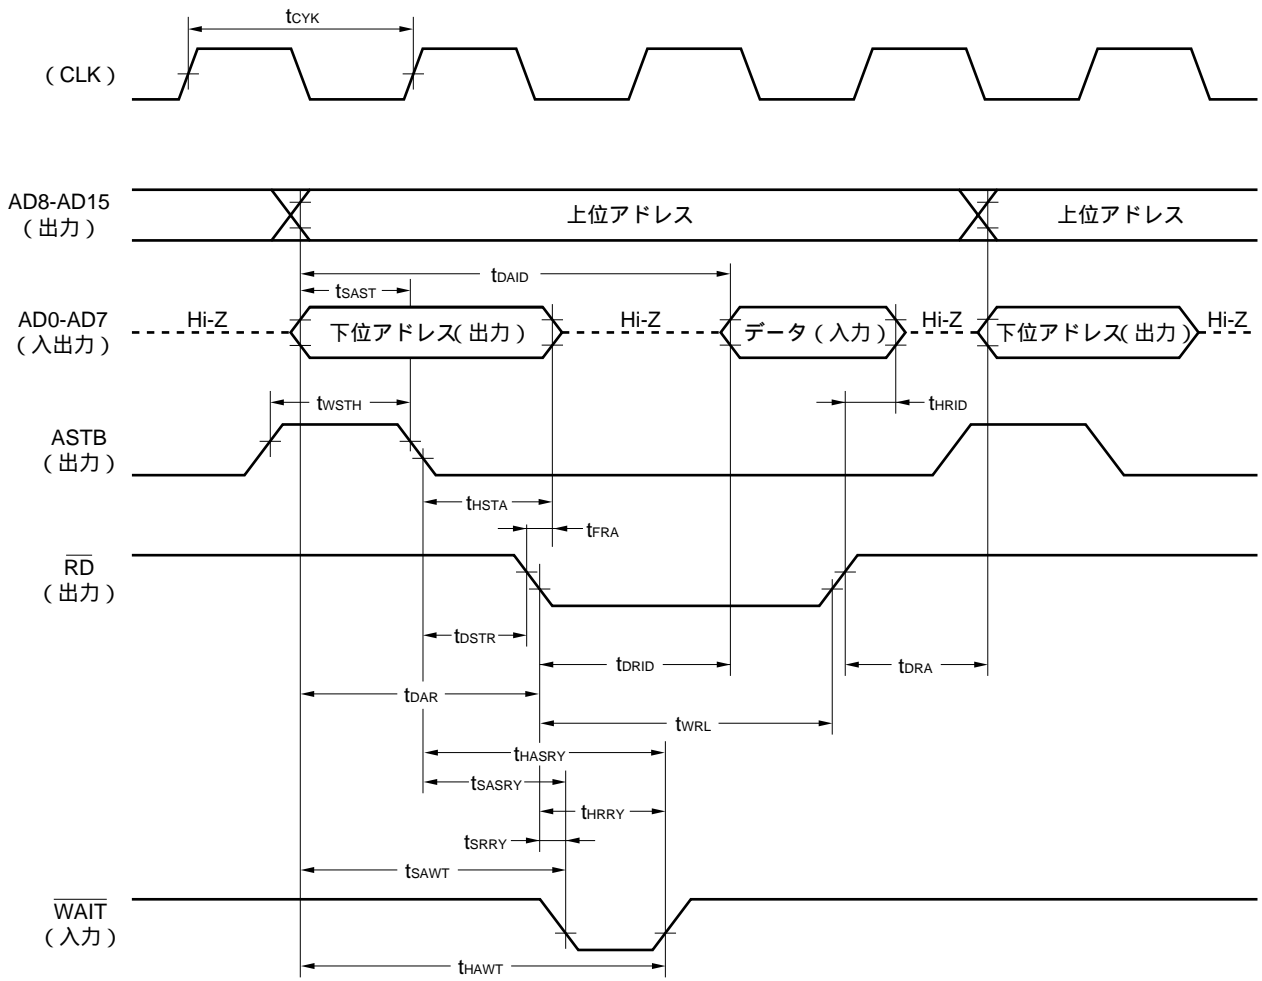 tCYK
( CLK )
AD8-AD15
( 出力 )
上位アドレス
上位アドレス
tDAID
tSAST
AD0-AD7
( 入出力 )
Hi-Z
下位アドレス( 出力 )
Hi-Z
データ ( 入力 )
Hi-Z
下位アドレス( 出力 )
Hi-Z
tWSTH
tHRID
ASTB
( 出力 )
tHSTA
tFRA
RD
( 出力 )
tDSTR
tDRID
tDRA
tDAR
tWRL
tHASRY
tSASRY
tHRRY
tSRRY
tSAWT
WAIT
( 入力 )
tHAWT